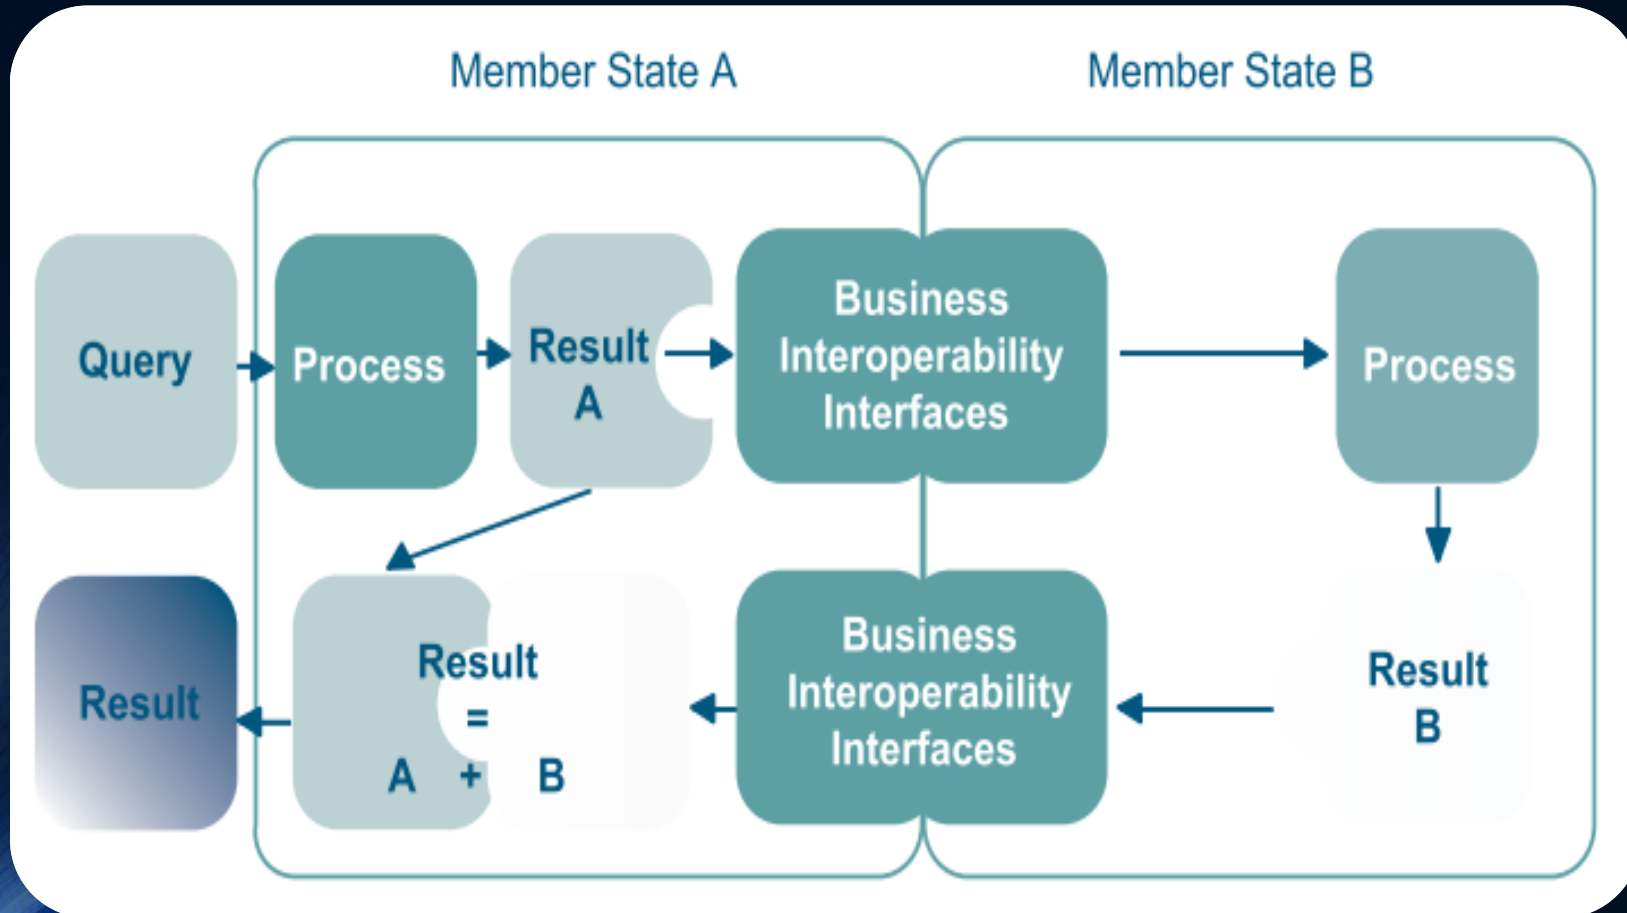 Member State A
Member State B
Query
Process
Result
A
Business
Interoperability
Interfaces
Process
Result
Result
=
A + B
Business
Interoperability
Interfaces
Result
B